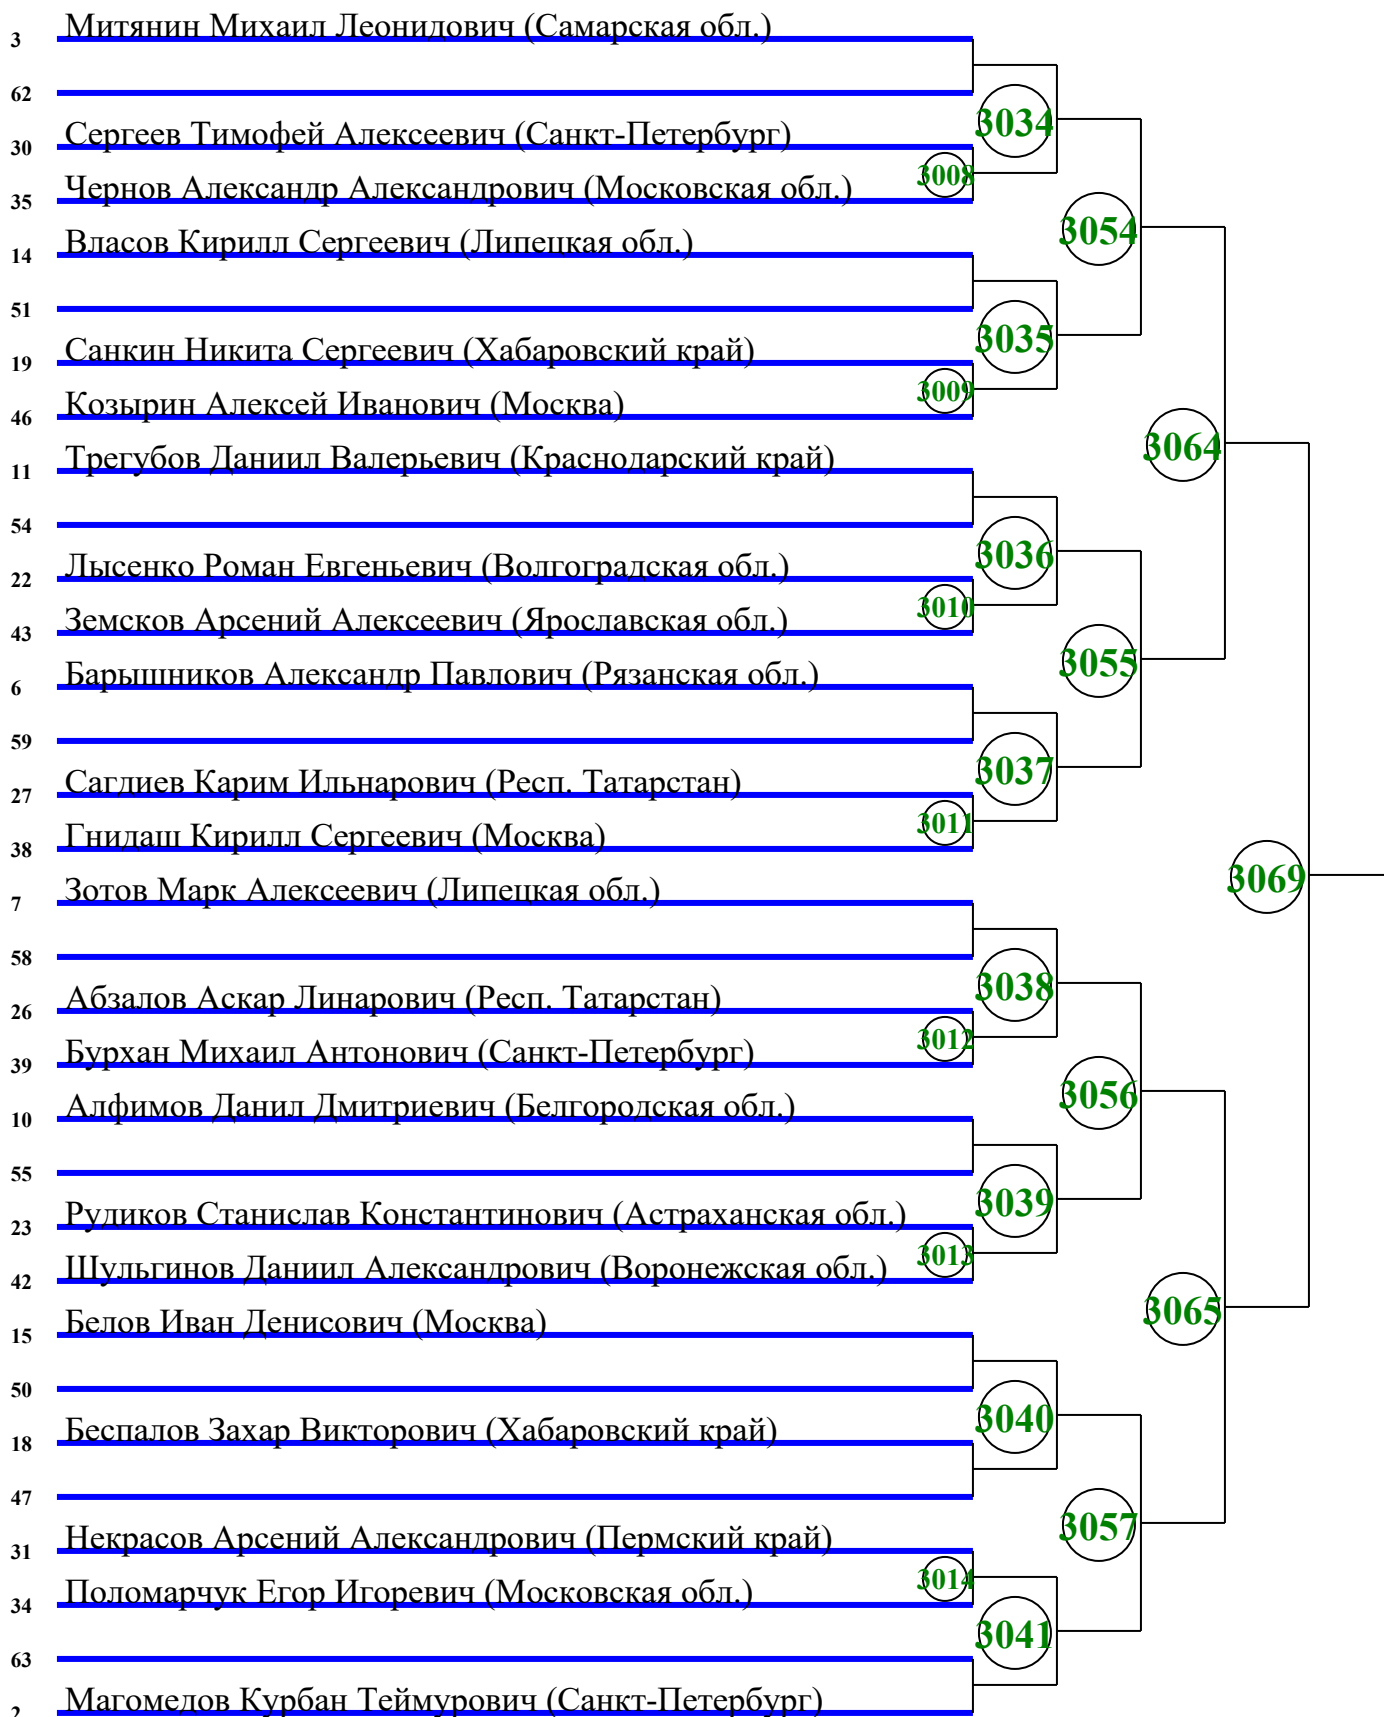 3 Митянин Михаил Леонидович (Самарская обл.)
62
3034
30 Сергеев Тимофей Алексеевич (Санкт-Петербург)
3008
35 Чернов Александр Александрович (Московская обл.)
3054
14 Власов Кирилл Сергеевич (Липецкая обл.)
51
3035
19 Санкин Никита Сергеевич (Хабаровский край)
3009
46 Козырин Алексей Иванович (Москва)
3064
11 Трегубов Даниил Валерьевич (Краснодарский край)
54
3036
22 Лысенко Роман Евгеньевич (Волгоградская обл.)
3010
43 Земсков Арсений Алексеевич (Ярославская обл.)
3055
6 Барышников Александр Павлович (Рязанская обл.)
59
3037
27 Сагдиев Карим Ильнарович (Респ. Татарстан)
3011
38 Гнидаш Кирилл Сергеевич (Москва)
3069
7 Зотов Марк Алексеевич (Липецкая обл.)
58
3038
26 Абзалов Аскар Линарович (Респ. Татарстан)
3012
39 Бурхан Михаил Антонович (Санкт-Петербург)
3056
10 Алфимов Данил Дмитриевич (Белгородская обл.)
55
3039
23 Рудиков Станислав Константинович (Астраханская обл.)
3013
42 Шульгинов Даниил Александрович (Воронежская обл.)
3065
15 Белов Иван Денисович (Москва)
50
3040
18 Беспалов Захар Викторович (Хабаровский край)
47
3057
31 Некрасов Арсений Александрович (Пермский край)
3014
34 Поломарчук Егор Игоревич (Московская обл.)
3041
63
2 Магомедов Курбан Теймурович (Санкт-Петербург)